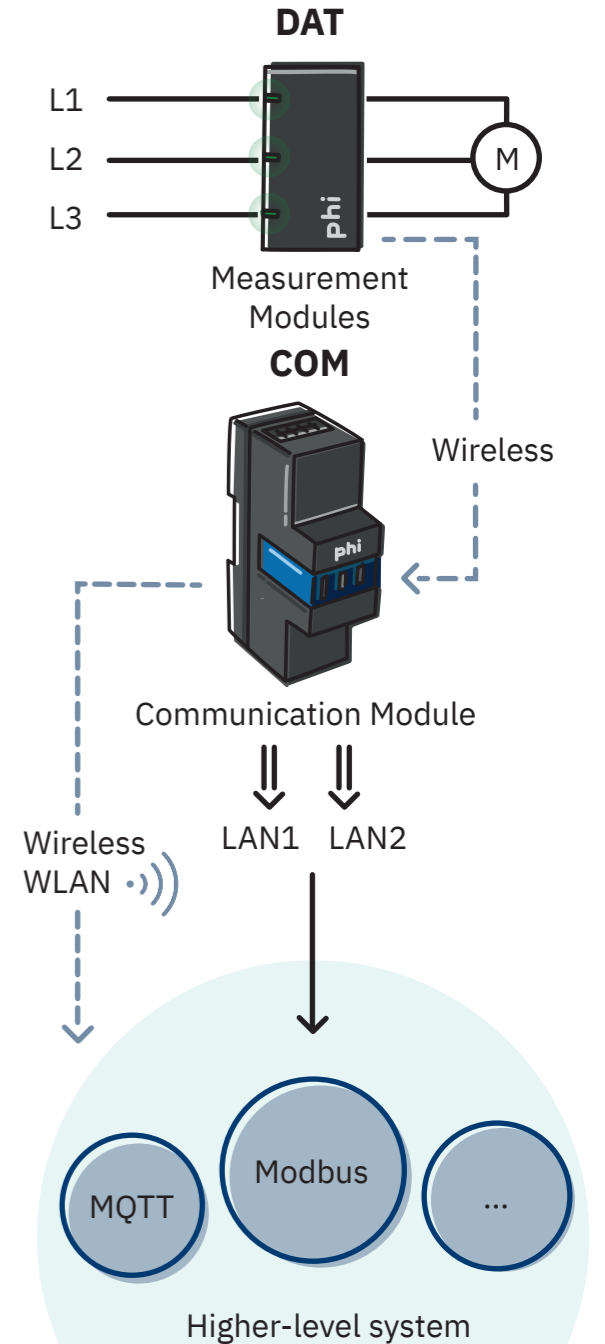 DAT
L1
L2
L3
M
phi
Measurement
Modules
COM
Wireless
phi
Communication Module
LAN1 LAN2
Wireless
WLAN
Modbus
MQTT
...
Higher-level system